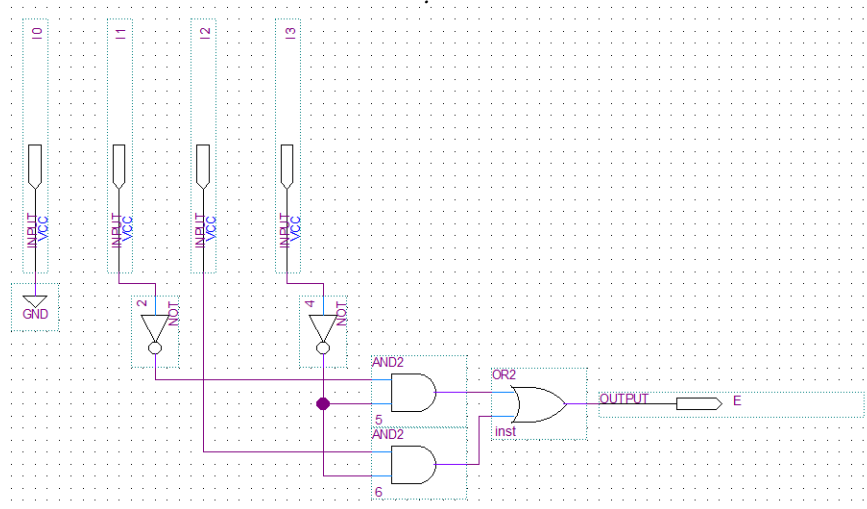 I0
I1
I2
I3
INPUT
VCC
INPUT
VCC
INPUT
VCC
INPUT
VCC
GND
2
NOT
4
NOT
AND2
5
OR2
inst
OUTPUT
E
AND2
6